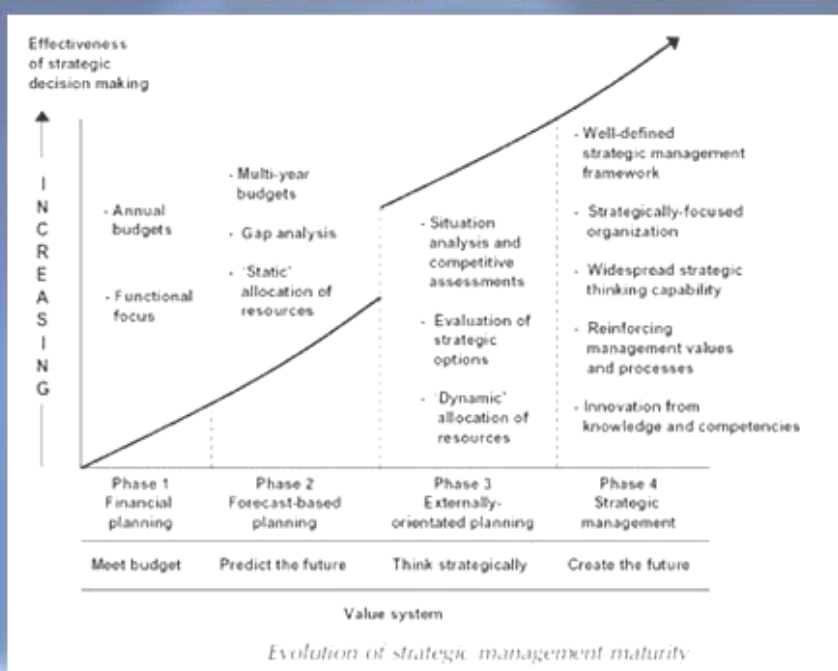 Effectiveness
of strategic
decision making
INCREASING
- Annual
budgets
- Functional
focus
- Multi-year
budgets
- Gap analysis
- 'Static'
allocation of
resources
- Situation
analysis and
competitive
assessments
- Evaluation of
strategic
options
- 'Dynamic'
allocation of
resources
- Well-defined
strategic management
framework
- Strategically-focused
organization
- Widespread strategic
thinking capability
- Reinforcing
management values
and processes
- Innovation from
knowledge and competencies
Phase 1
Financial
planning
Phase 2
Forecast-based
planning
Phase 3
Externally-
orientated planning
Phase 4
Strategic
management
Meet budget
Predict the future
Think strategically
Create the future
Value system
Evolution of strategic management maturity